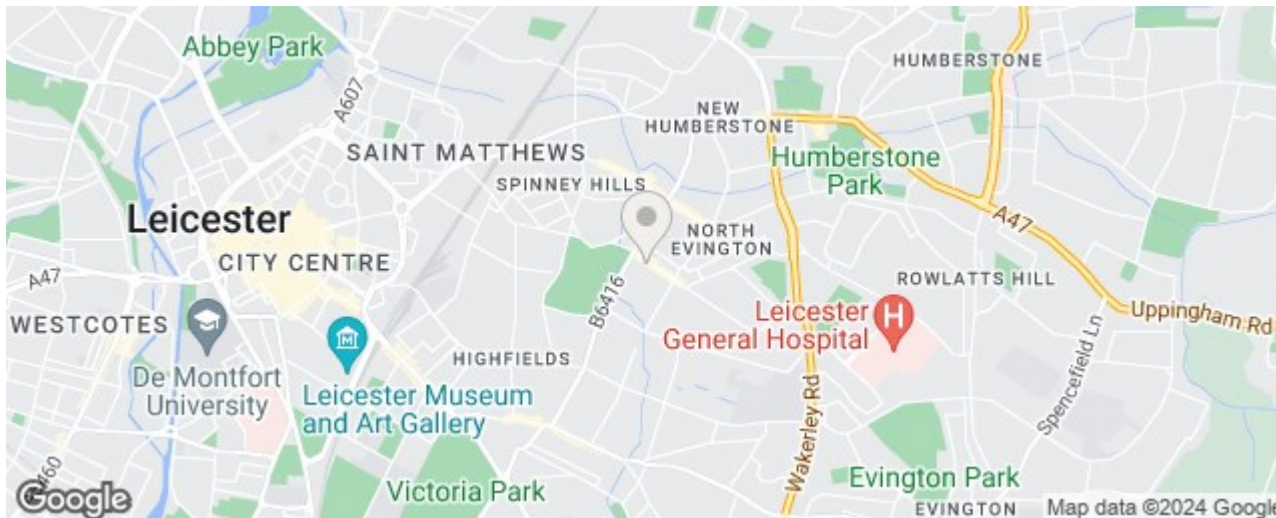 Abbey Park
A607
HUMBERSTONE
NEW
HUMBERSTONE
SAINT MATTHEWS
Humberstone
Park
SPINNEY HILLS
Leicester
NORTH
EVINGTON
A47
CITY CENTRE
A47
ROWLATTS HILL
B6416
WESTCOTES
Leicester
General Hospital
H
Uppingham Rd
De Montfort
University
HIGHFIELDS
Spencefield Ln
Leicester Museum
and Art Gallery
Wakerley Rd
Victoria Park
Evington Park
EVINGTON
Google
Map data ©2024 Google